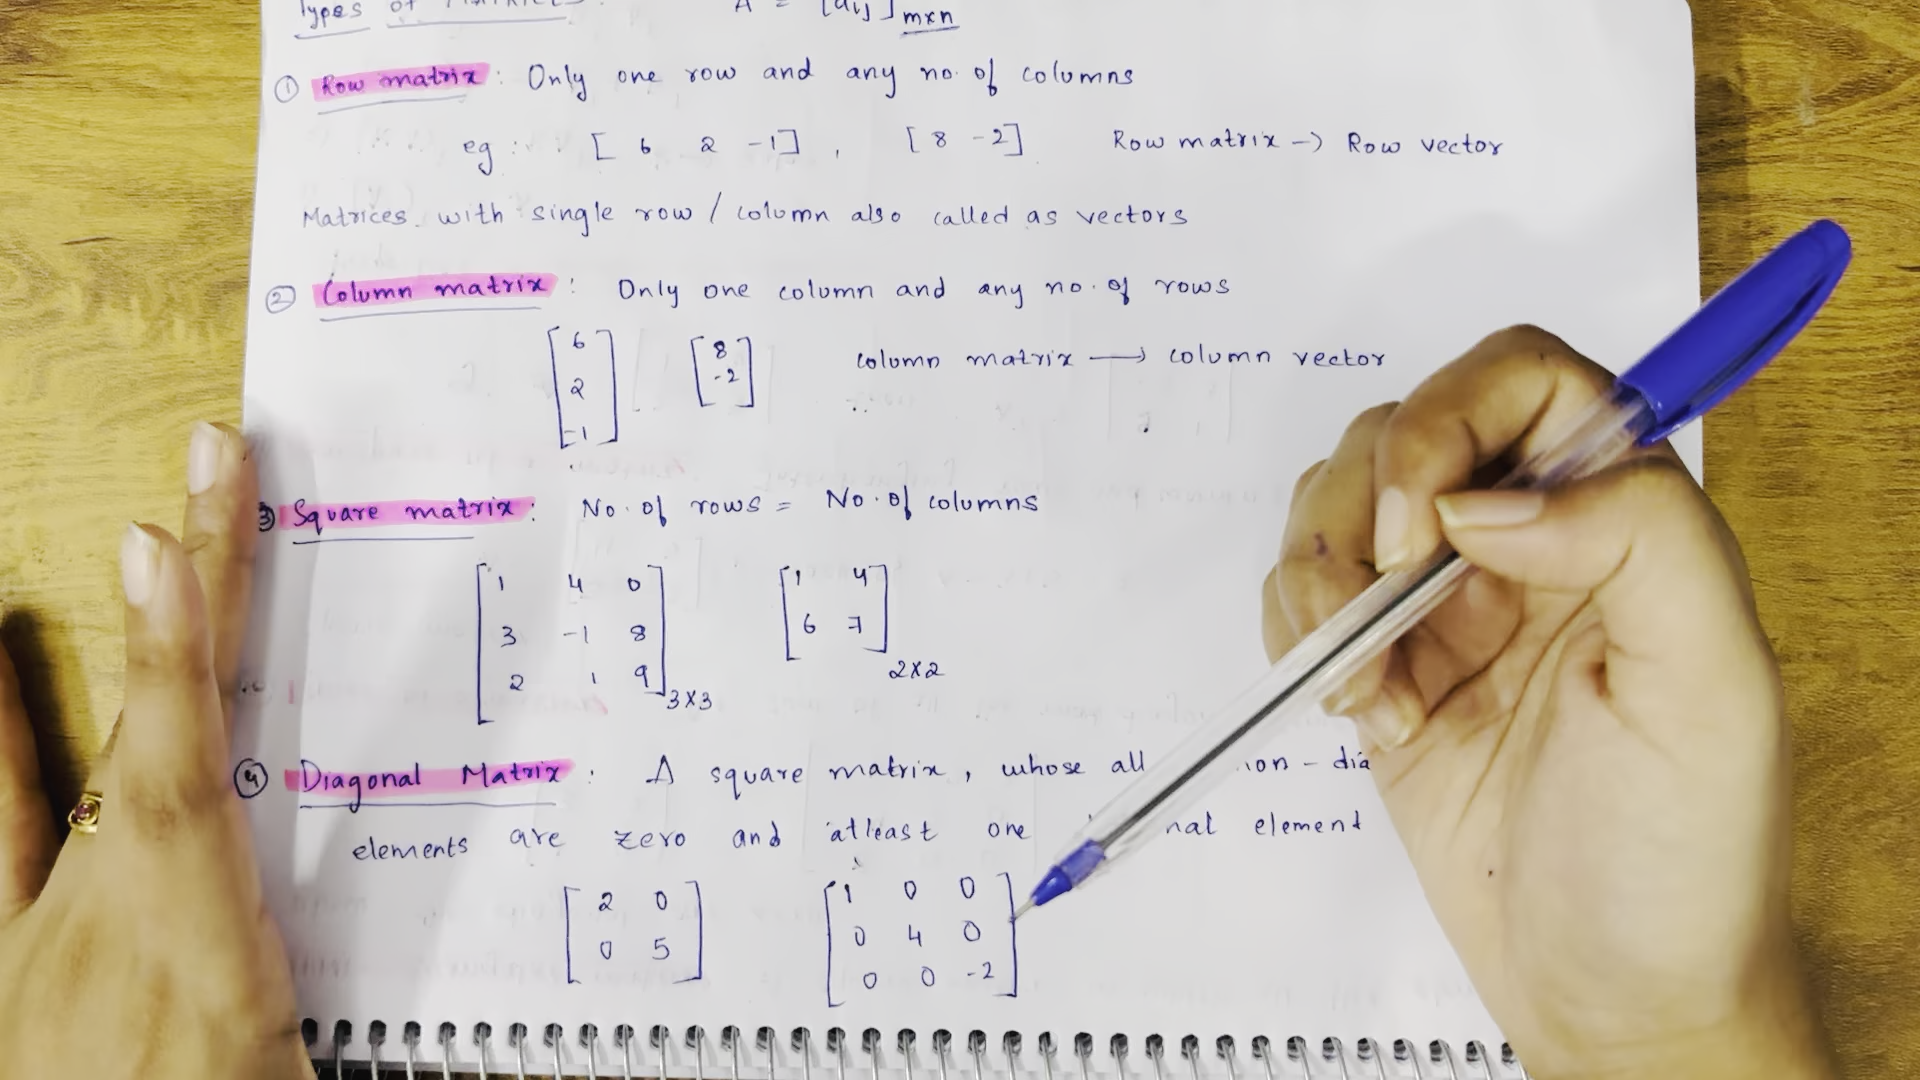 Types of Matrices : A = [aij]mxn
① Row matrix : Only one row and any no. of columns
eg : [ 6 2 -1 ] , [ 8 -2 ] Row matrix -> Row vector
Matrices with single row / column also called as vectors
② Column matrix : Only one column and any no. of rows
[ 6 [ 8 column matrix —> column vector
2 -2 ]
-1 ]
③ Square matrix : No. of rows = No. of columns
[ 1 4 0 [ 1 4
3 -1 8 6 7 ] 2x2
2 1 9 ] 3x3
④ Diagonal Matrix : A square matrix , whose all
elements are zero and atleast one element
[ 2 0 [ 1 0 0
0 5 ] 0 4 0
0 0 -2 ]